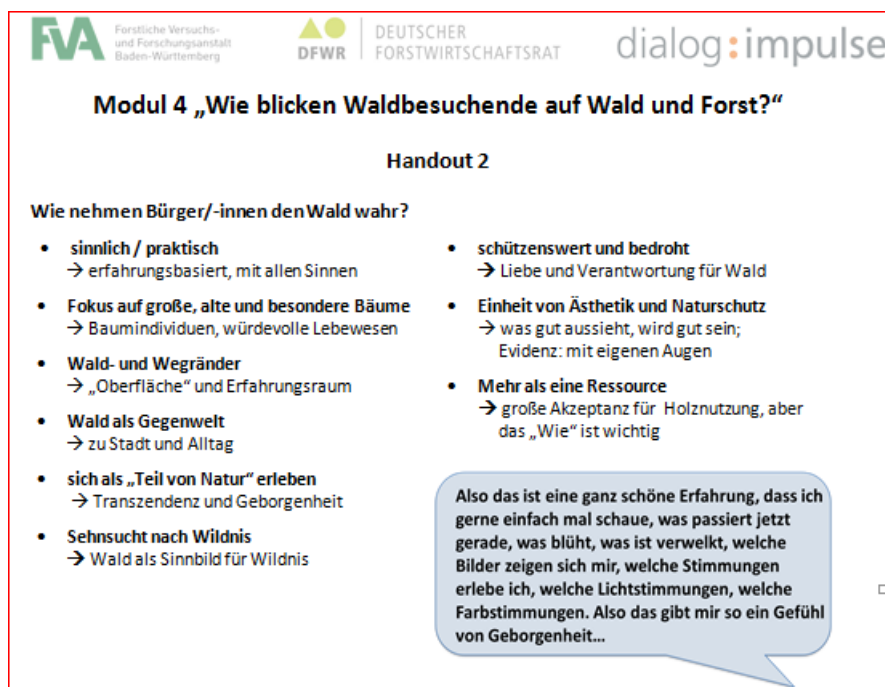 FVA
Forstliche Versuchs-
und Forschungsanstalt
Baden-Württemberg
DFWR
DEUTSCHER
FORSTWIRTSCHAFTSRAT
dialog:impulse
Modul 4 „Wie blicken Waldbesuchende auf Wald und Forst?“
Handout 2
Wie nehmen Bürger/-innen den Wald wahr?
• sinnlich / praktisch
→ erfahrungsbasiert, mit allen Sinnen
• Fokus auf große, alte und besondere Bäume
→ Baumindividuen, würdevolle Lebewesen
• Wald- und Wegränder
→ „Oberfläche“ und Erfahrungsraum
• Wald als Gegenwelt
→ zu Stadt und Alltag
• sich als „Teil von Natur“ erleben
→ Transzendenz und Geborgenheit
• Sehnsucht nach Wildnis
→ Wald als Sinnbild für Wildnis
• schützenswert und bedroht
→ Liebe und Verantwortung für Wald
• Einheit von Ästhetik und Naturschutz
→ was gut aussieht, wird gut sein;
Evidenz: mit eigenen Augen
• Mehr als eine Ressource
→ große Akzeptanz für Holznutzung, aber
das „Wie“ ist wichtig
Also das ist eine ganz schöne Erfahrung, dass ich
gerne einfach mal schaue, was passiert jetzt
gerade, was blüht, was ist verwelkt, welche
Bilder zeigen sich mir, welche Stimmungen
erlebe ich, welche Lichtstimmungen, welche
Farbstimmungen. Also das gibt mir so ein Gefühl
von Geborgenheit...